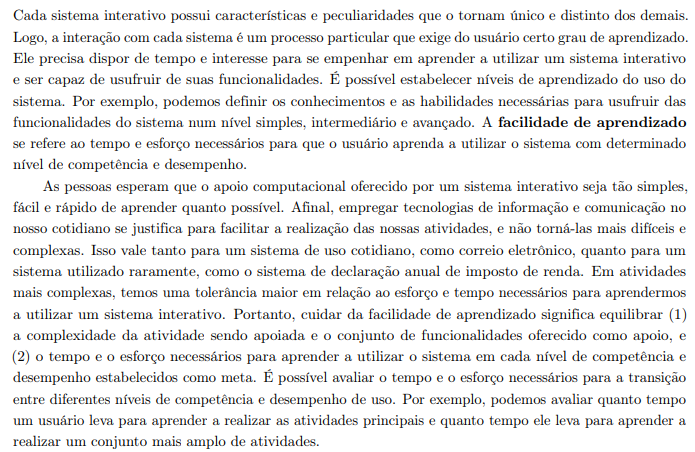 Cada sistema interativo possui características e peculiaridades que o tornam único e distinto dos demais.
Logo, a interação com cada sistema é um processo particular que exige do usuário certo grau de aprendizado.
Ele precisa dispor de tempo e interesse para se empenhar em aprender a utilizar um sistema interativo
e ser capaz de usufruir de suas funcionalidades. É possível estabelecer níveis de aprendizado do uso do
sistema. Por exemplo, podemos definir os conhecimentos e as habilidades necessárias para usufruir das
funcionalidades do sistema num nível simples, intermediário e avançado. A facilidade de aprendizado
se refere ao tempo e esforço necessários para que o usuário aprenda a utilizar o sistema com determinado
nível de competência e desempenho.
As pessoas esperam que o apoio computacional oferecido por um sistema interativo seja tão simples,
fácil e rápido de aprender quanto possível. Afinal, empregar tecnologias de informação e comunicação no
nosso cotidiano se justifica para facilitar a realização das nossas atividades, e não torná-las mais difíceis e
complexas. Isso vale tanto para um sistema de uso cotidiano, como correio eletrônico, quanto para um
sistema utilizado raramente, como o sistema de declaração anual de imposto de renda. Em atividades
mais complexas, temos uma tolerância maior em relação ao esforço e tempo necessários para aprendermos
a utilizar um sistema interativo. Portanto, cuidar da facilidade de aprendizado significa equilibrar (1)
a complexidade da atividade sendo apoiada e o conjunto de funcionalidades oferecido como apoio, e
(2) o tempo e o esforço necessários para aprender a utilizar o sistema em cada nível de competência e
desempenho estabelecidos como meta. É possível avaliar o tempo e o esforço necessários para a transição
entre diferentes níveis de competência e desempenho de uso. Por exemplo, podemos avaliar quanto tempo
um usuário leva para aprender a realizar as atividades principais e quanto tempo ele leva para aprender a
realizar um conjunto mais amplo de atividades.